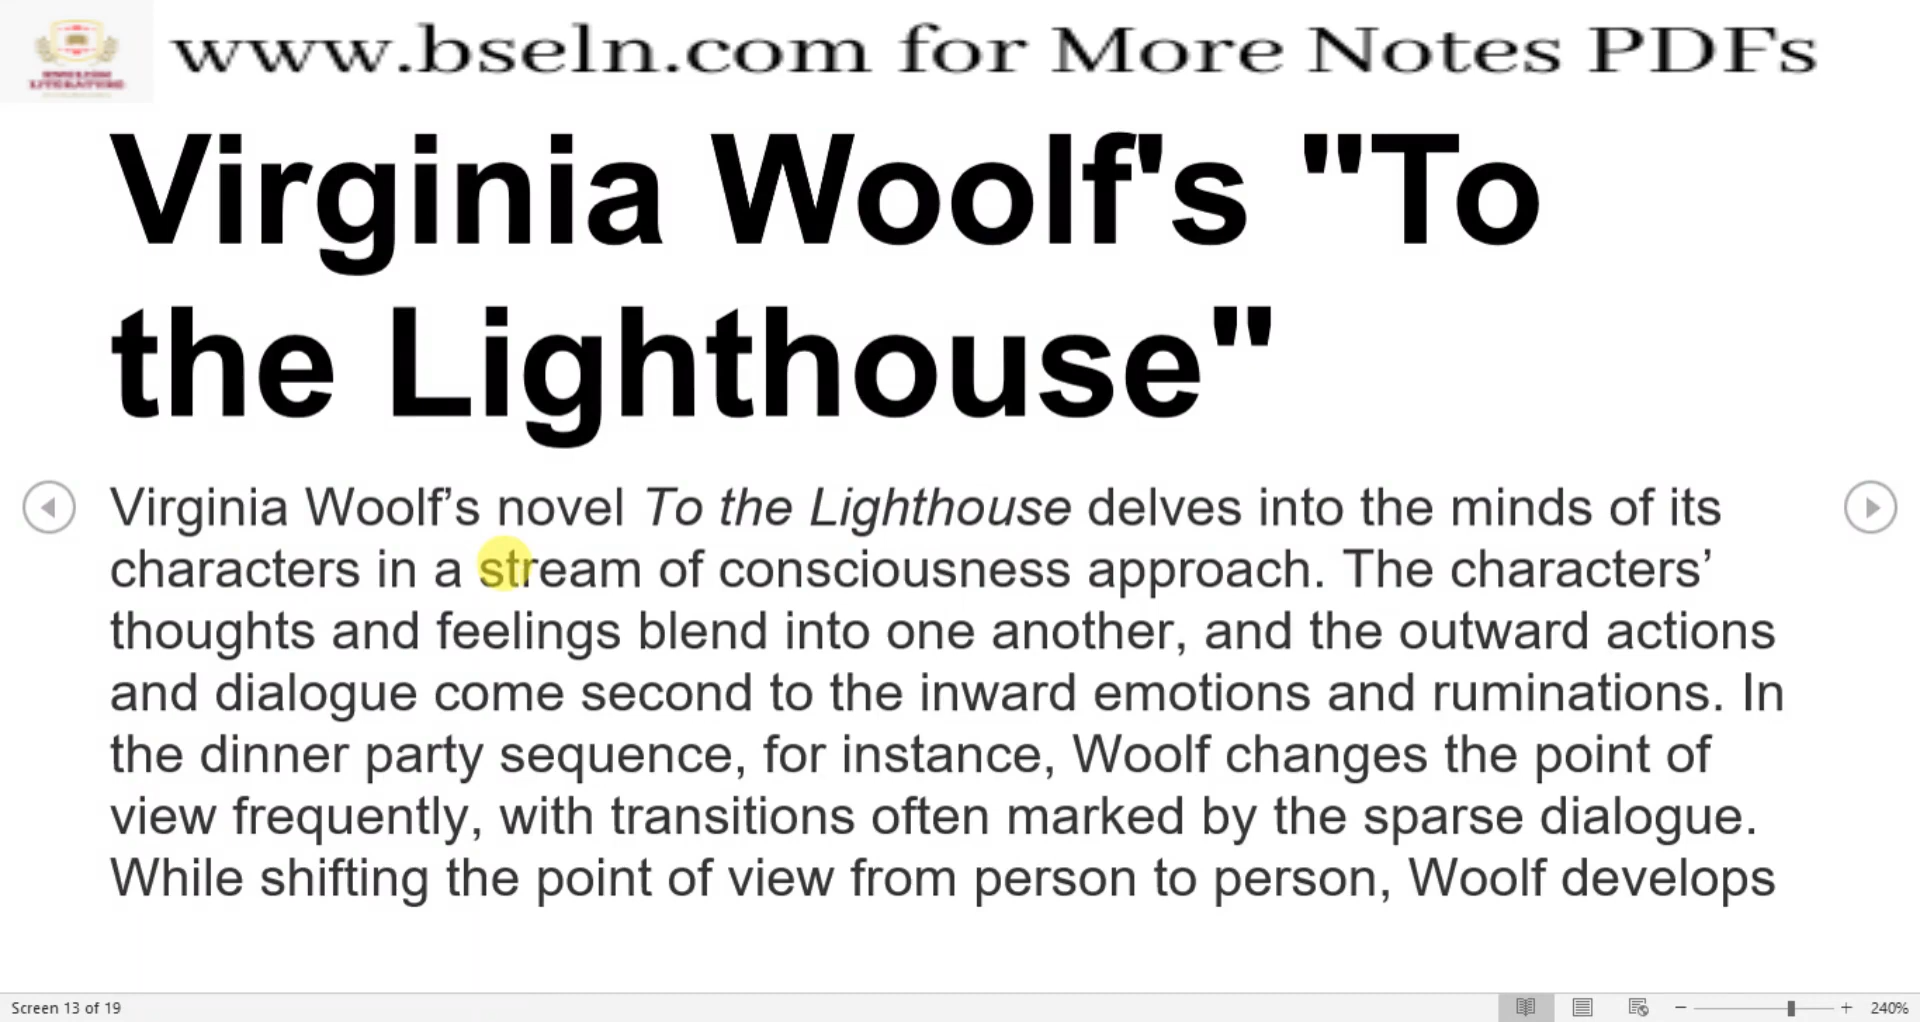 www.bseln.com for More Notes PDFs
Virginia Woolf's "To
the Lighthouse"
Virginia Woolf’s novel To the Lighthouse delves into the minds of its
characters in a stream of consciousness approach. The characters’
thoughts and feelings blend into one another, and the outward actions
and dialogue come second to the inward emotions and ruminations. In
the dinner party sequence, for instance, Woolf changes the point of
view frequently, with transitions often marked by the sparse dialogue.
While shifting the point of view from person to person, Woolf develops
Screen 13 of 19
240%